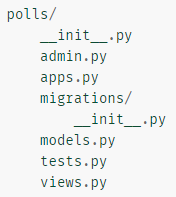 polls/
    __init__.py
    admin.py
    apps.py
    migrations/
        __init__.py
    models.py
    tests.py
    views.py